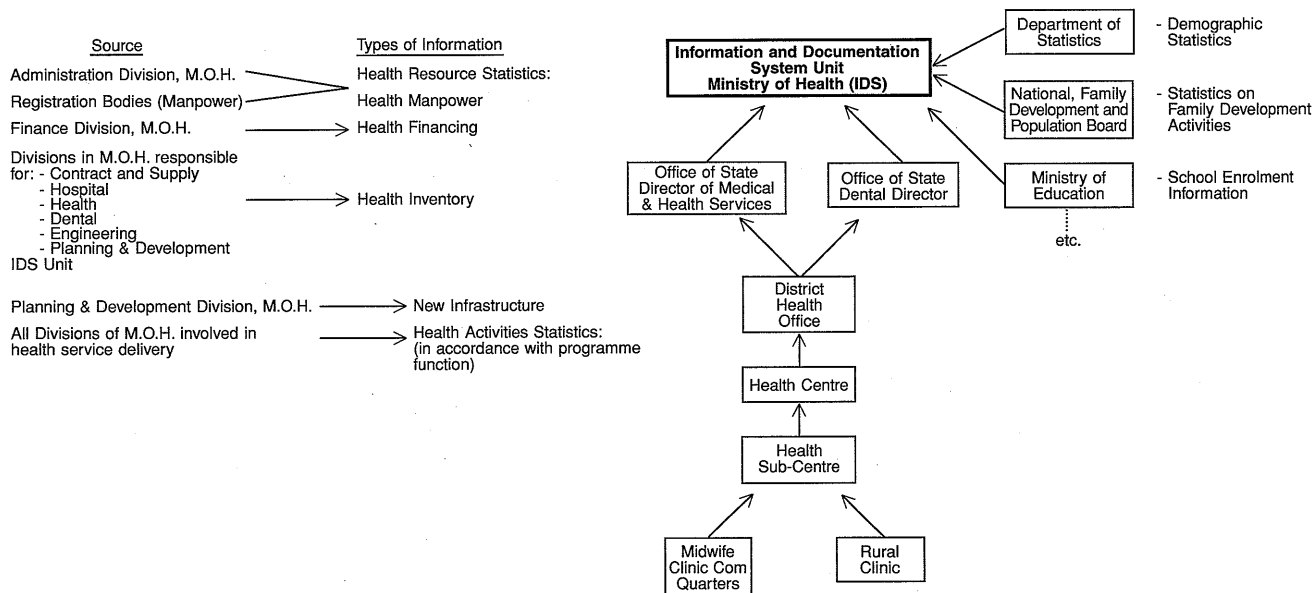 Source
Types of Information
Administration Division, M.O.H.
Registration Bodies (Manpower)
Health Resource Statistics:
Health Manpower
Finance Division, M.O.H.
Health Financing
Divisions in M.O.H. responsible
for: - Contract and Supply
- Hospital
- Health
- Dental
- Engineering
- Planning & Development
IDS Unit
Health Inventory
Planning & Development Division, M.O.H.
New Infrastructure
All Divisions of M.O.H. involved in
health service delivery
Health Activities Statistics:
(in accordance with programme
function)
Information and Documentation
System Unit
Ministry of Health (IDS)
Department of
Statistics
- Demographic
Statistics
National, Family
Development and
Population Board
- Statistics on
Family Development
Activities
Ministry of
Education
- School Enrolment
Information
etc.
Office of State
Director of Medical
& Health Services
Office of State
Dental Director
District
Health
Office
Health Centre
Health
Sub-Centre
Midwife
Clinic Com
Quarters
Rural
Clinic